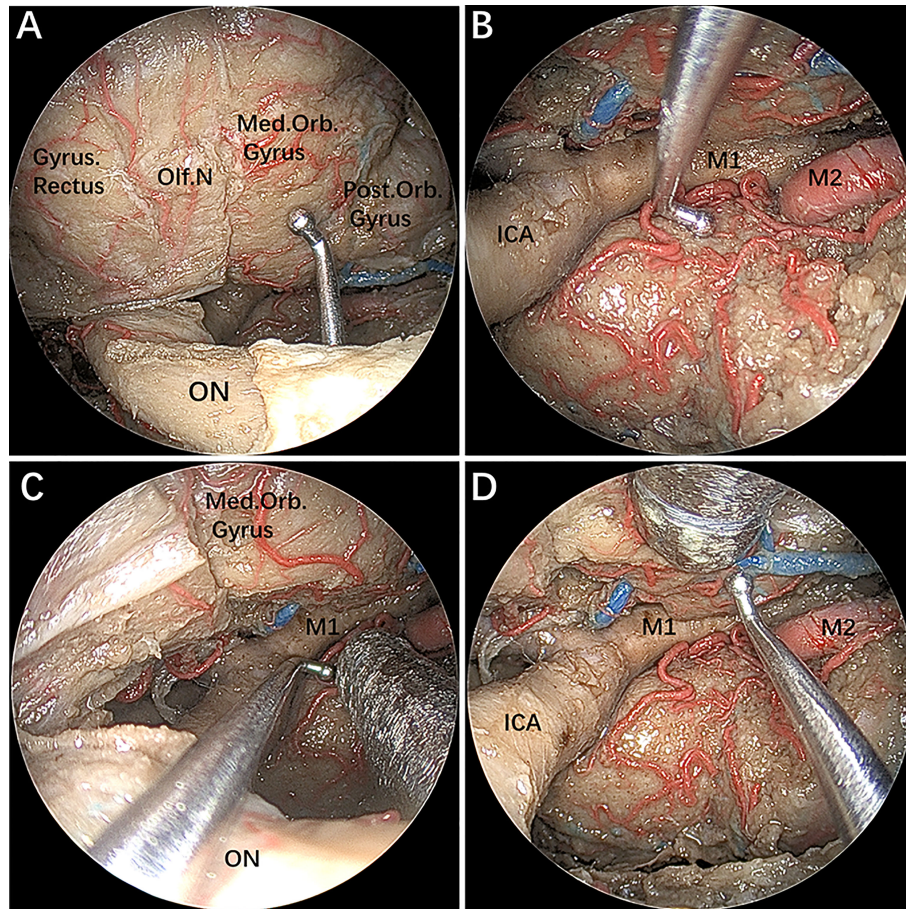 A
Med.Orb.
Gyrus
Gyrus.
Rectus
Olf.N
Post.Orb.
Gyrus
ON
B
M1
M2
ICA
C
Med.Orb.
Gyrus
M1
ON
D
M1
M2
ICA